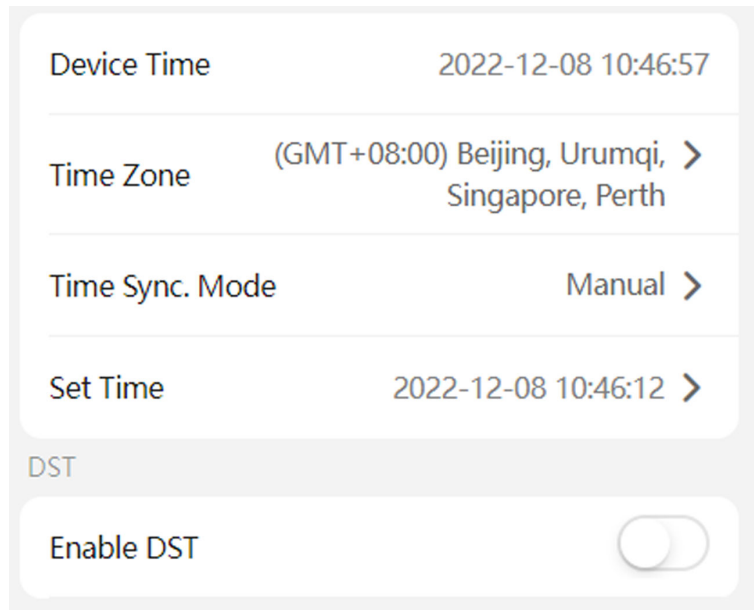 Device Time 2022-12-08 10:46:57
Time Zone (GMT+08:00) Beijing, Urumqi,
Singapore, Perth
Time Sync. Mode Manual
Set Time 2022-12-08 10:46:12
DST
Enable DST